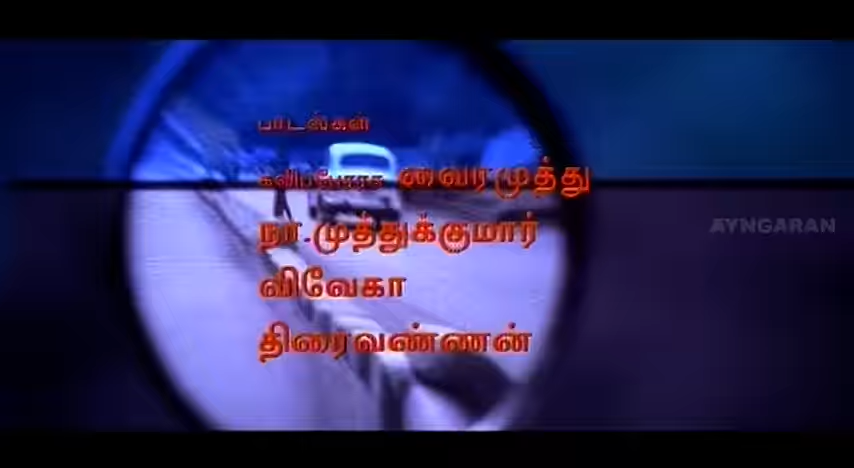 பாடல்கள்
கவிப்பேரரசு வைரமுத்து
நா.முத்துக்குமார்
விவேகா
திரைவண்ணன்
AYNGARAN